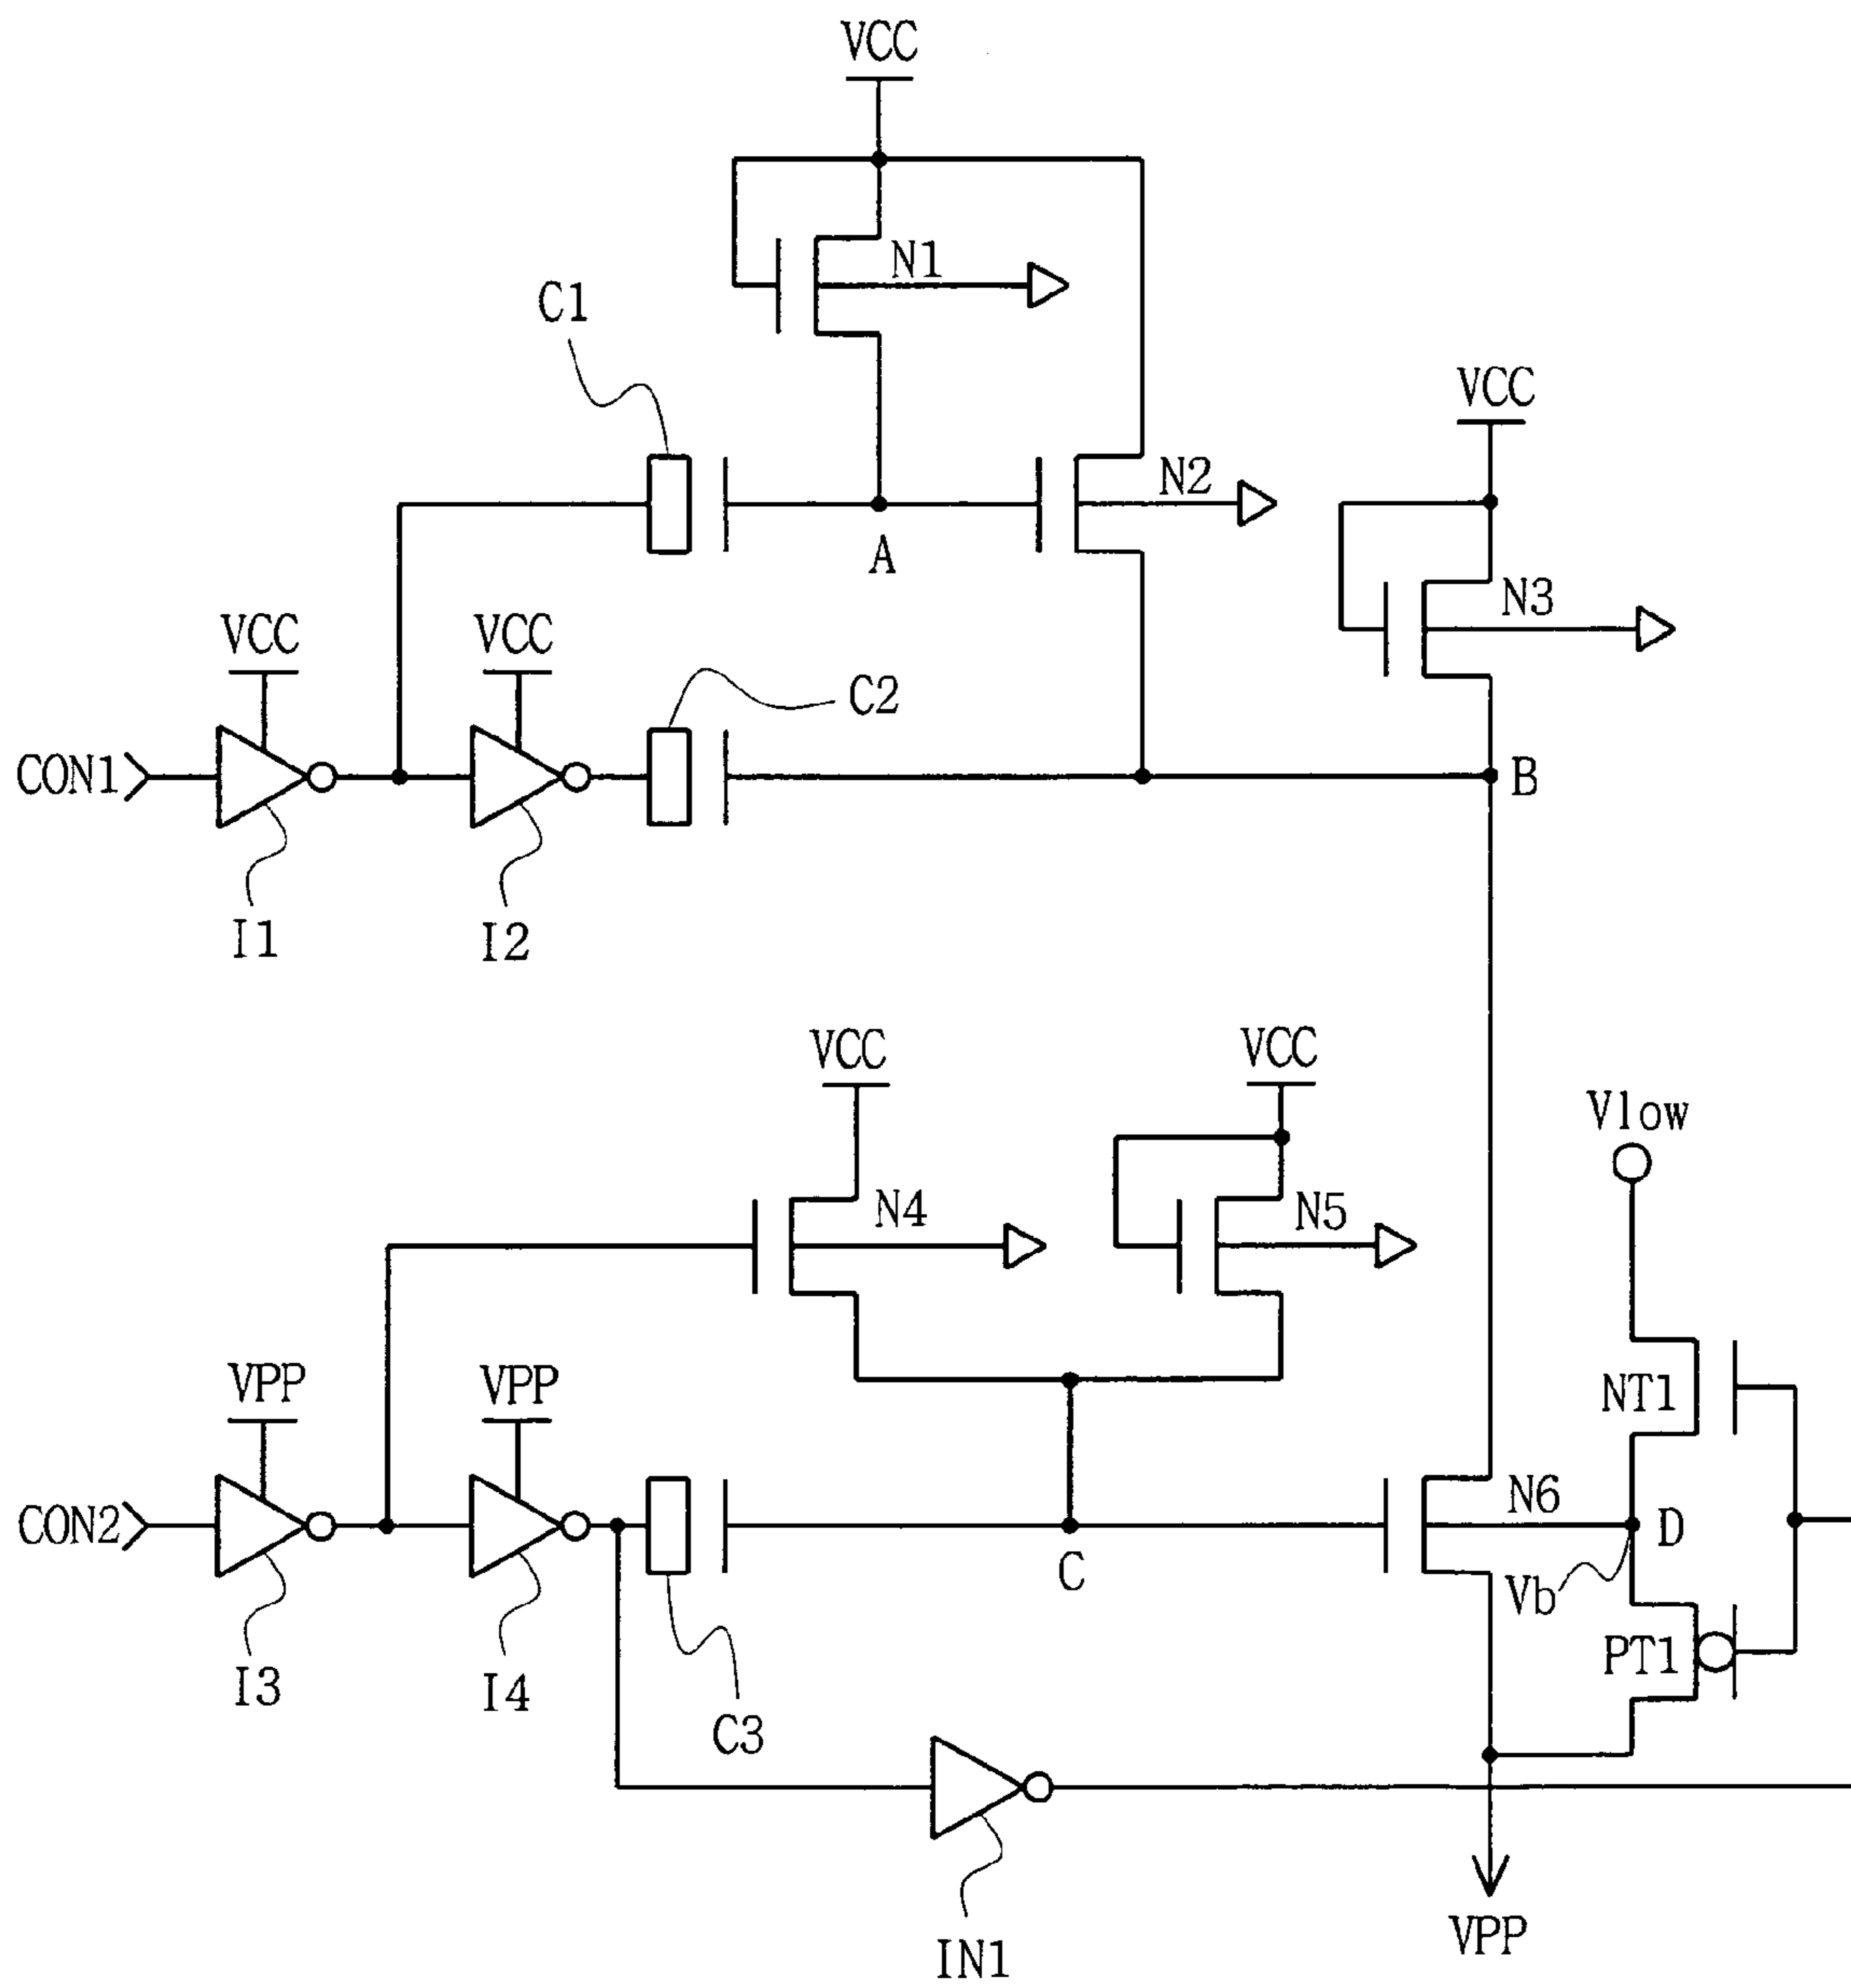 VCC
N1
C1
VCC
N2
A
N3
VCC
VCC
C2
CON1
B
I1
I2
VCC
VCC
Vlow
N4
N5
VPP
VPP
NT1
N6
CON2
D
C
Vb
PT1
I3
I4
C3
IN1
VPP